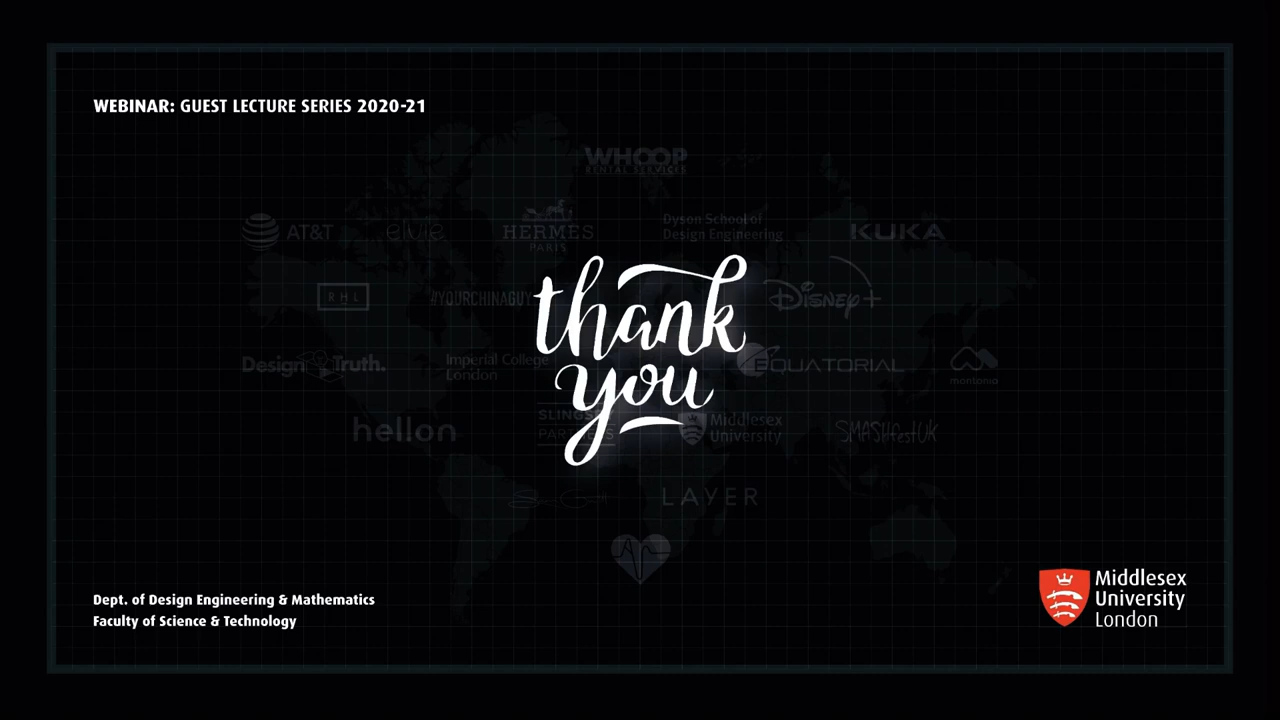 WEBINAR: GUEST LECTURE SERIES 2020-21
WHOOP
RENTAL SERVICES
AT&T
elvie
HERMES
PARIS
Dyson School of
Design Engineering
KUKA
RHL
#YOURCHINAGUY
Disney+
thank
you
Design Truth.
Imperial College
London
EQUATORIAL
moritomo
hellon
Middlesex
University
SMASHfestUK
LAYER
Dept. of Design Engineering & Mathematics
Faculty of Science & Technology
Middlesex
University
London